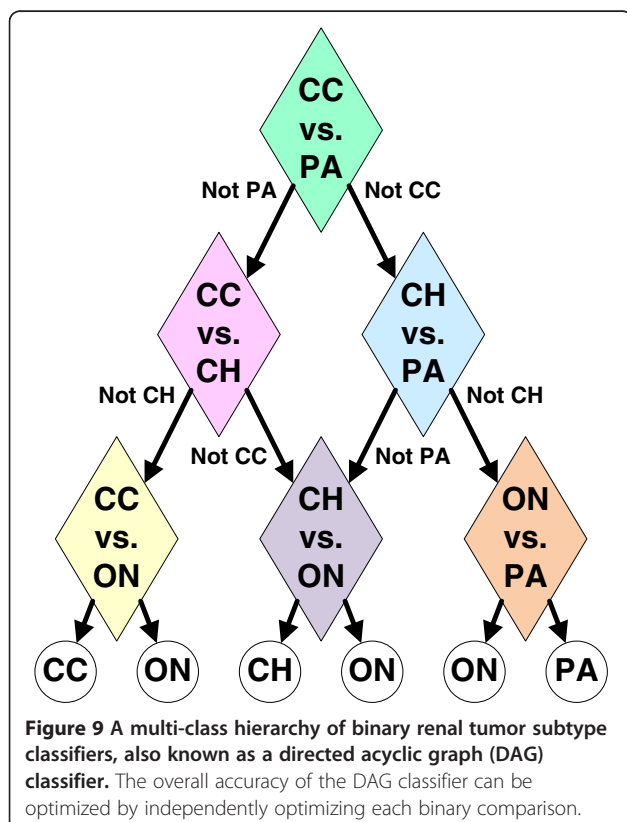 CC
vs.
PA
Not PA
Not CC
CC
vs.
CH
CH
vs.
PA
Not CH
Not CC
Not PA
Not CH
CC
vs.
ON
CH
vs.
ON
ON
vs.
PA
CC
ON
CH
ON
ON
PA
Figure 9 A multi-class hierarchy of binary renal tumor subtype
classifiers, also known as a directed acyclic graph (DAG)
classifier. The overall accuracy of the DAG classifier can be
optimized by independently optimizing each binary comparison.